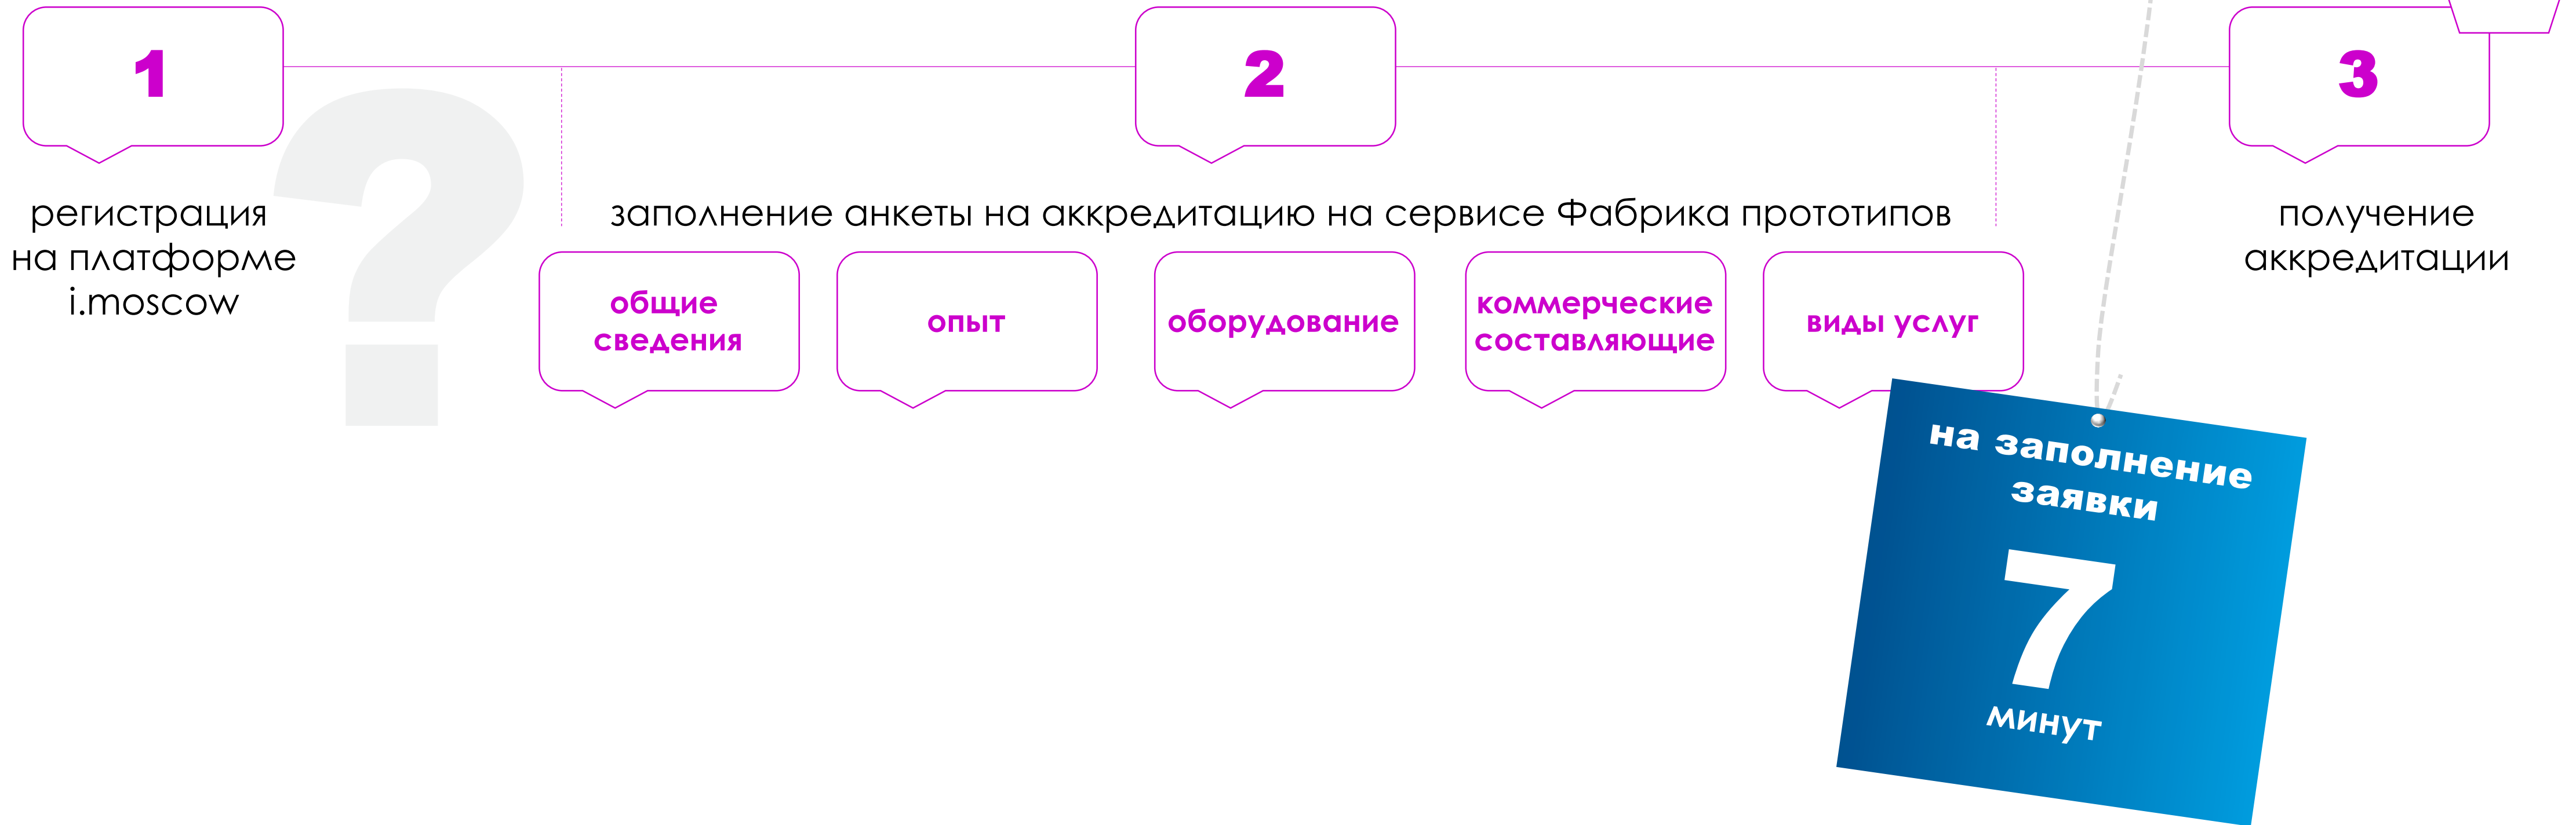 1
2
3
регистрация
на платформе
i.moscow
?
заполнение анкеты на аккредитацию на сервисе Фабрика прототипов
общие
сведения
опыт
оборудование
коммерческие
составляющие
виды услуг
получение
аккредитации
на заполнение
заявки
7
минут